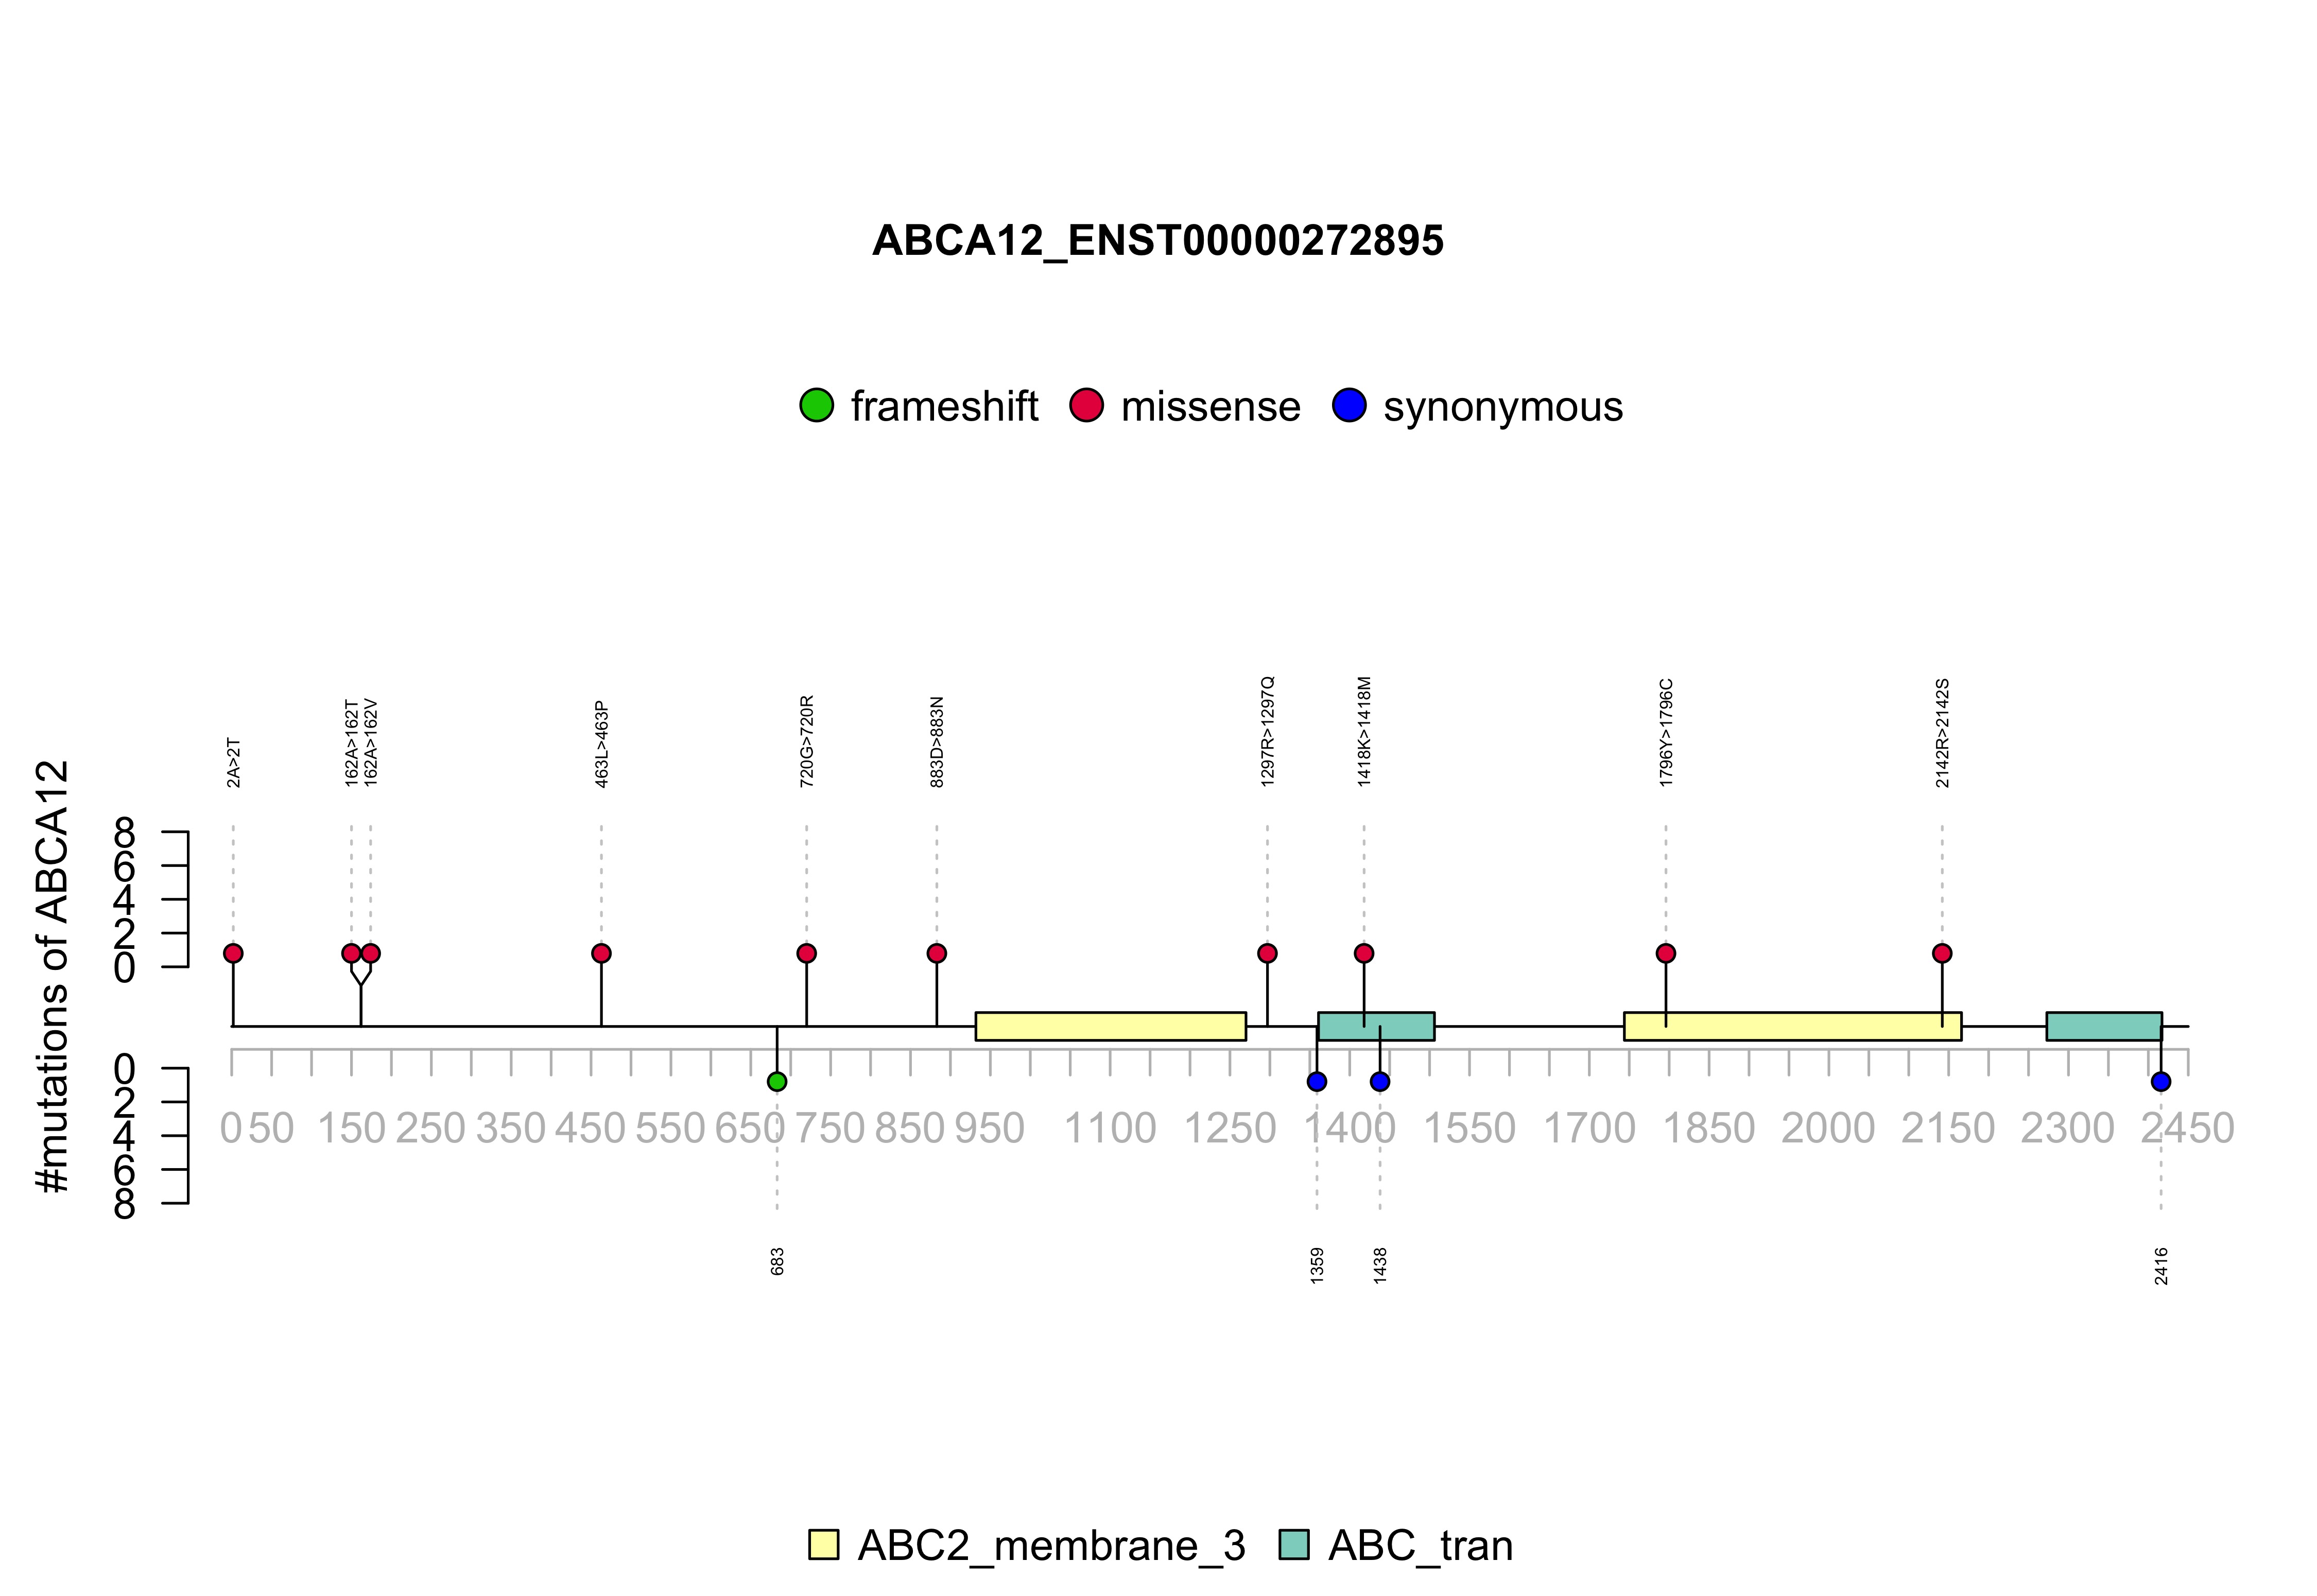 ABCA12_ENST00000272895
frameshift missense synonymous
2A>2T
162A>162T
162A>162V
463L>463P
720G>720R
883D>883N
1297R>1297Q
1418K>1418M
1796Y>1796C
2142R>2142S
#mutations of ABCA12
8
6
4
2
0
0
2
4
6
8
0 50 150 250 350 450 550 650 750 850 950 1100 1250 1400 1550 1700 1850 2000 2150 2300 2450
683
1359
1438
2416
ABC2_membrane_3 ABC_tran